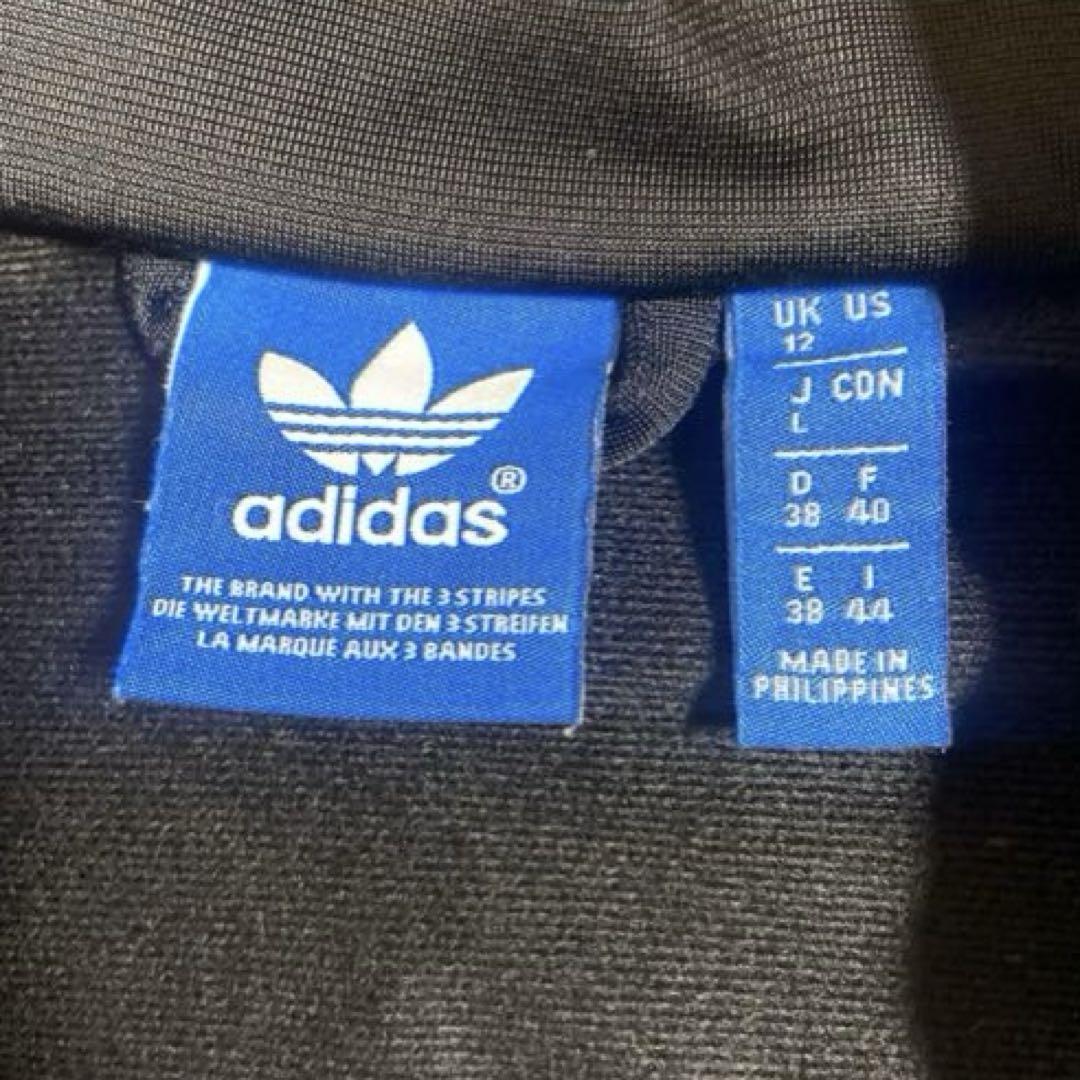 adidas®
THE BRAND WITH THE 3 STRIPES
DIE WELTMARKE MIT DEN 3 STREIFEN
LA MARQUE AUX 3 BANDES
UK US
12
J CDN
L
D F
38 40
E I
38 44
MADE IN
PHILIPPINES